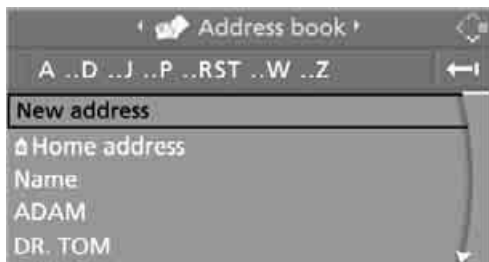 Address book
A ..D ..J ..P ..RST ..W ..Z
New address
Home address
Name
ADAM
DR. TOM